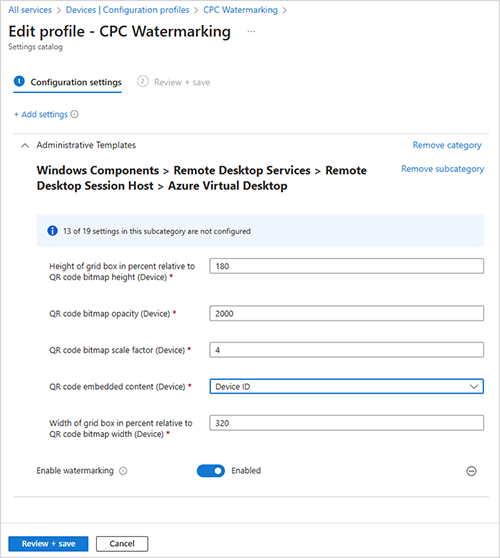 All services > Devices | Configuration profiles > CPC Watermarking >
Edit profile - CPC Watermarking ...
Settings catalog
1 Configuration settings 2 Review + save
+ Add settings
Administrative Templates Remove category
Windows Components > Remote Desktop Services > Remote Remove subcategory
Desktop Session Host > Azure Virtual Desktop
13 of 19 settings in this subcategory are not configured
Height of grid box in percent relative to 180
QR code bitmap height (Device) *
QR code bitmap opacity (Device) * 2000
QR code bitmap scale factor (Device) * 4
QR code embedded content (Device) * Device ID
Width of grid box in percent relative to 320
QR code bitmap width (Device) *
Enable watermarking Enabled
Review + save Cancel